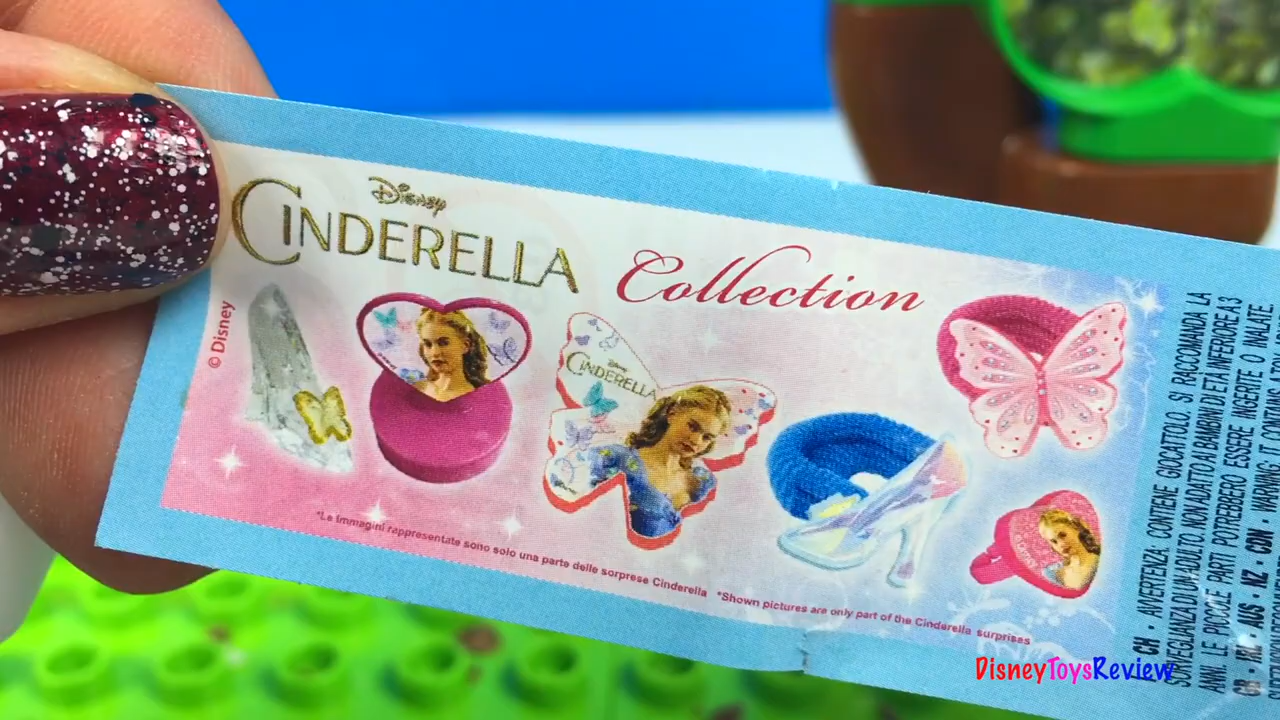 Disney
CINDERELLA
Collection
© Disney
Disney
CINDERELLA
*Le immagini rappresentate sono solo una parte delle sorprese Cinderella *Shown pictures are only part of the Cinderella surprises
CH • AVVERTENZA: CONTIENE GIOCATTOLO. SI RACCOMANDA LA
SORVEGLIANZA DI UN ADULTO. NON ADATTO AI BAMBINI DI ETÀ INFERIORE A 3
ANNI. LE PICCOLE PARTI POTREBBERO ESSERE INGERITE O INALATE.
AUS • NZ • CDN • WARNING: IT CONTAINS
DisneyToysReview